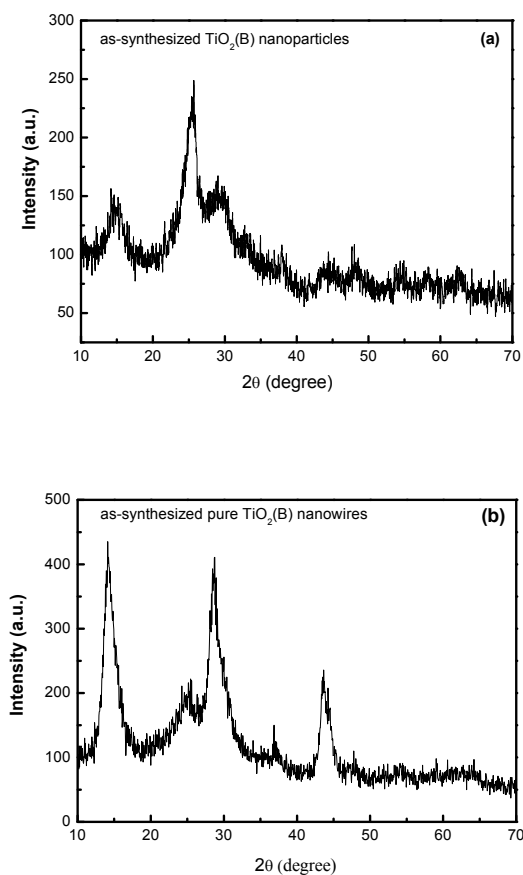 as-synthesized TiO₂(B) nanoparticles (a)
300
250
200
150
100
50
Intensity (a.u.)
10 20 30 40 50 60 70
2θ (degree)
as-synthesized pure TiO₂(B) nanowires (b)
500
400
300
200
100
0
Intensity (a.u.)
10 20 30 40 50 60 70
2θ (degree)